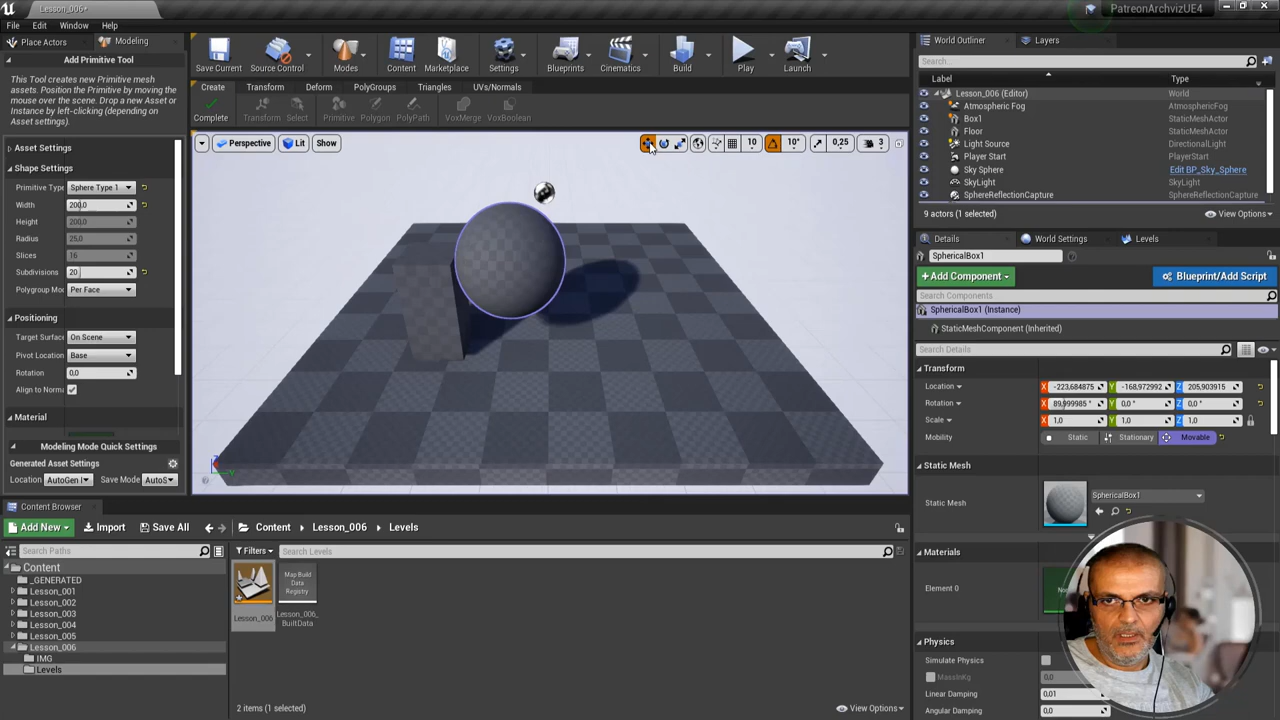 Lesson_006*
PatreonArchvizUE4
File Edit Window Help
Place Actors Modeling
Add Primitive Tool
This Tool creates new Primitive mesh
assets. Position the Primitive by moving
the mouse over the scene. Drop a new Asset or
Instance by left-clicking (depending on
Asset settings.
Asset Settings
Shape Settings
Primitive Type Sphere Type 1
Width 200,0
Height 200,0
Radius 25,0
Slices 16
Subdivisions 20
Polygroup Mo Per Face
Positioning
Target Surface On Scene
Pivot Location Base
Rotation 0,0
Align to Norma
Material
Modeling Mode Quick Settings
Generated Asset Settings
Location AutoGen Save Mode AutoS
Save Current Source Control Modes Content Marketplace Settings Blueprints Cinematics Build Play Launch
Create Transform Deform PolyGroups Triangles UVs/Normals
Complete Transform Select Primitive Polygon PolyPath VoxMerge VoxBoolean
Perspective Lit Show 10 10° 0,25 3
World Outliner Layers
Search...
Label Type
Lesson_006 (Editor) World
Atmospheric Fog AtmosphericFog
Box1 StaticMeshActor
Floor StaticMeshActor
Light Source DirectionalLight
Player Start PlayerStart
Sky Sphere Edit BP_Sky_Sphere
SkyLight SkyLight
SphereReflectionCapture SphereReflectionCapture
9 actors (1 selected) View Options
Details World Settings Levels
SphericalBox1
+Add Component Blueprint/Add Script
Search Components
SphericalBox1 (Instance)
StaticMeshComponent (Inherited)
Search Details
Transform
Location X -223,684875 Y -168,972992 Z 205,903915
Rotation X 89,999985 ° Y 0,0 ° Z 0,0 °
Scale X 1,0 Y 1,0 Z 1,0
Mobility Static Stationary Movable
Static Mesh
Static Mesh SphericalBox1
Materials
Element 0
Physics
Simulate Physics
MassInKg 0,0
Linear Damping 0,01
Angular Damping 0,0
Content Browser
Add New Import Save All Content Lesson_006 Levels
Search Paths
Filters Search Levels
Content
_GENERATED
Lesson_001
Lesson_002
Lesson_003
Lesson_004
Lesson_005
Lesson_006
IMG
Levels
Lesson_006
Map Build
Data
Registry
Lesson_006_
BuiltData
2 items (1 selected) View Options